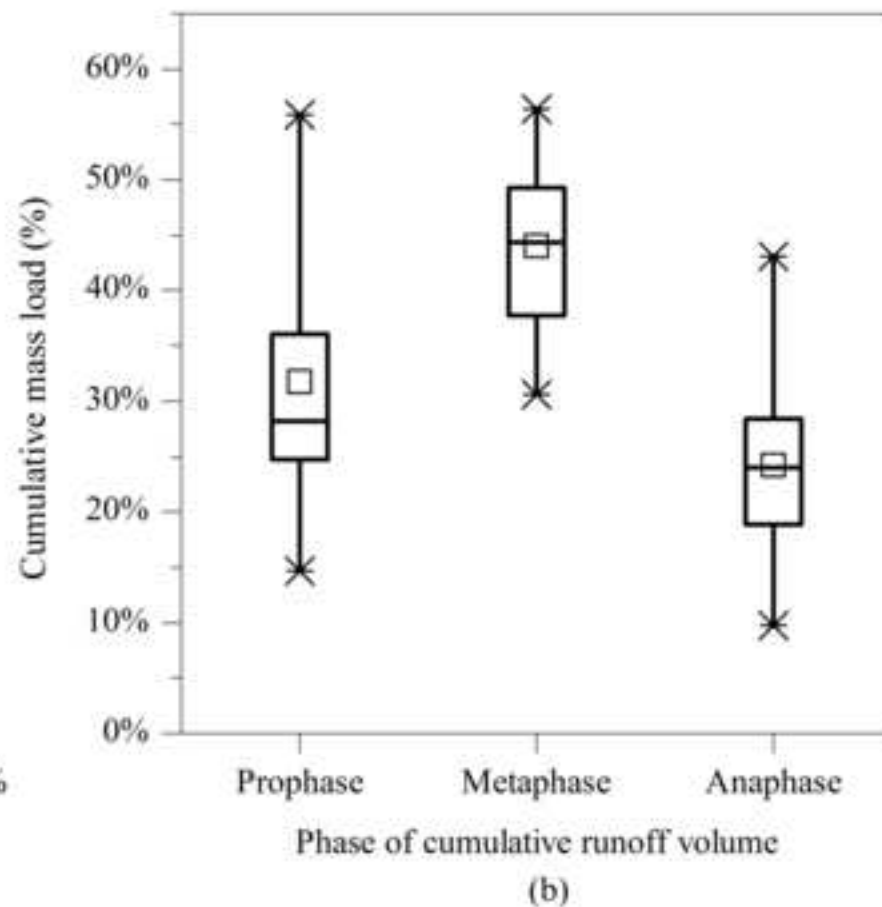 60%
50%
40%
30%
20%
10%
0%
Cumulative mass load (%)
%
Prophase Metaphase Anaphase
Phase of cumulative runoff volume
(b)